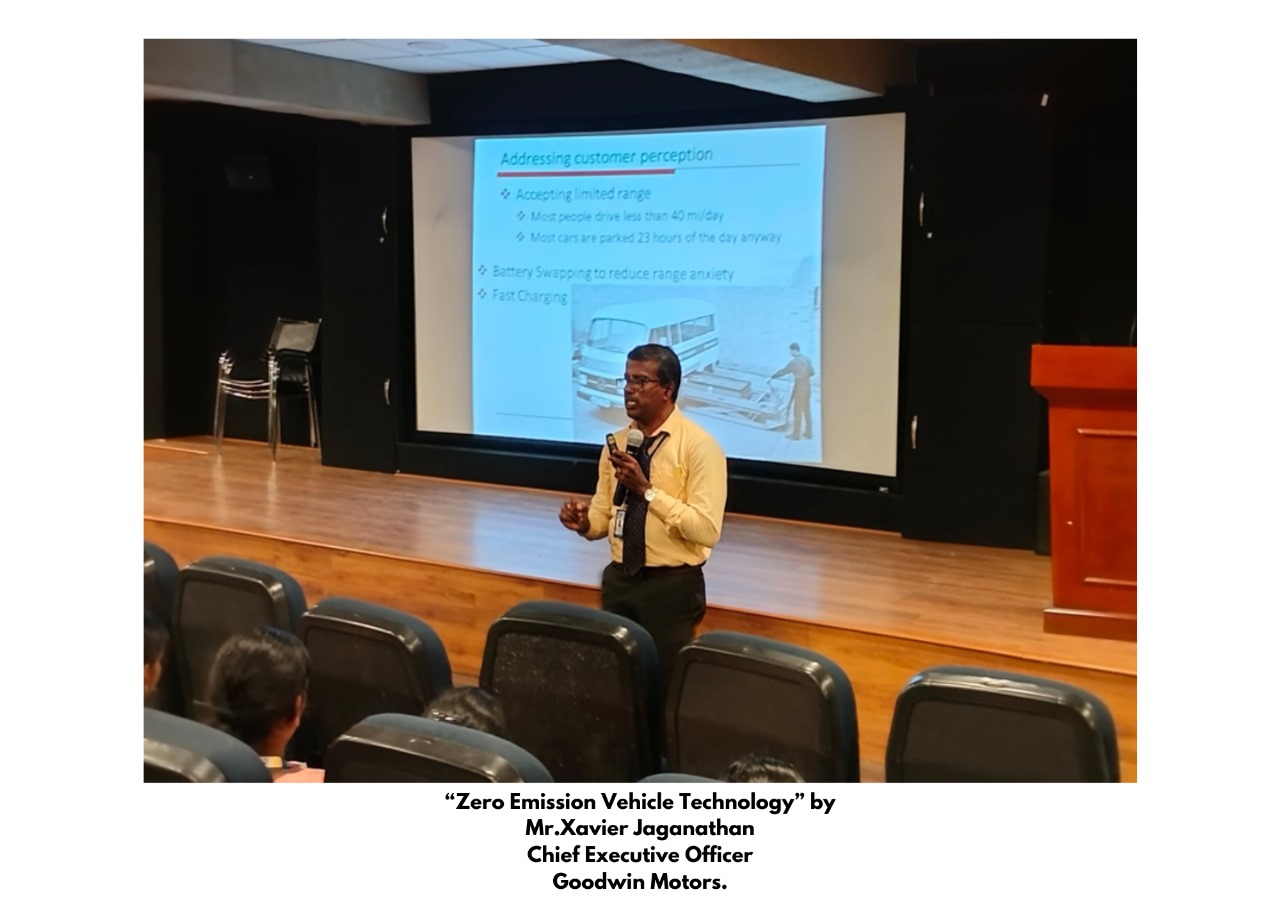 Addressing customer perception
❖ Accepting limited range
❖ Most people drive less than 40 mi/day
❖ Most cars are parked 23 hours of the day anyway
❖ Battery Swapping to reduce range anxiety
❖ Fast Charging
“Zero Emission Vehicle Technology” by
Mr.Xavier Jaganathan
Chief Executive Officer
Goodwin Motors.